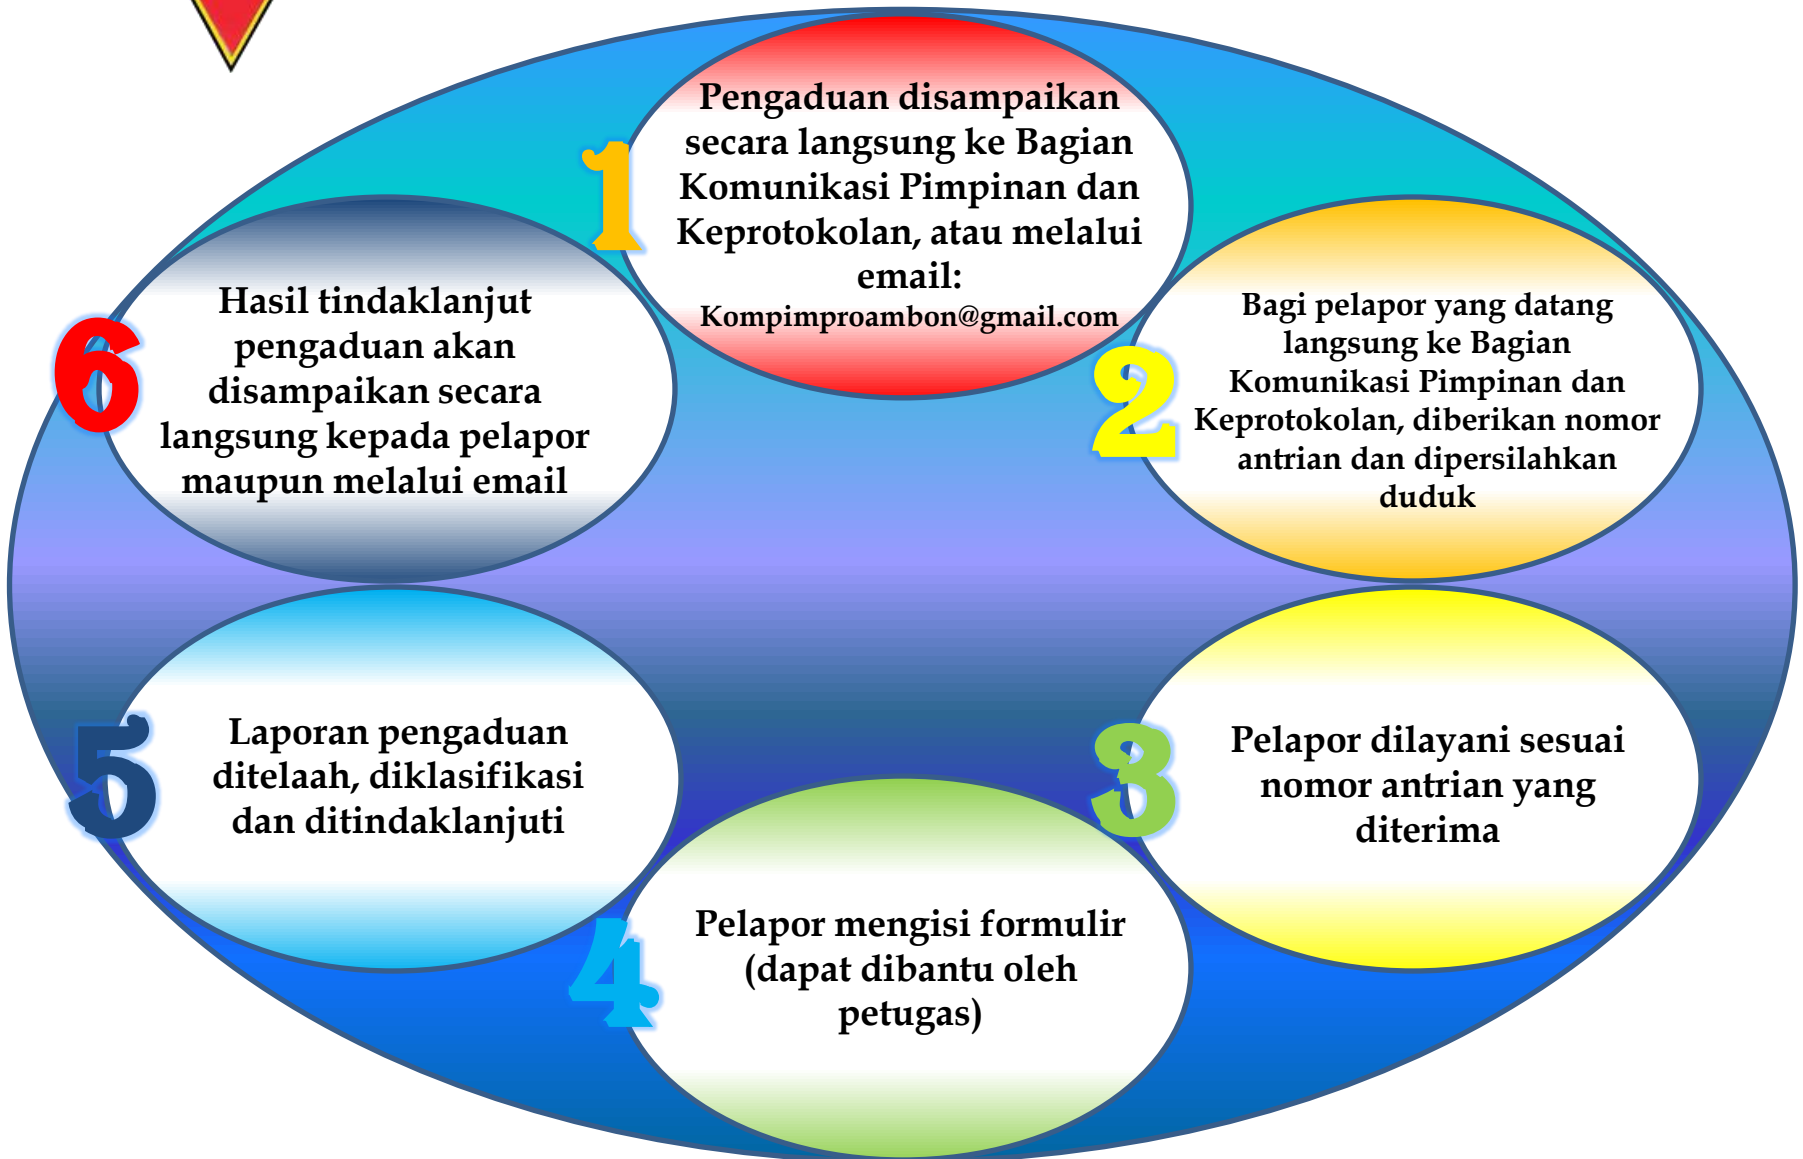 1
Pengaduan disampaikan
secara langsung ke Bagian
Komunikasi Pimpinan dan
Keprotokolan, atau melalui
email:
Kompimproambon@gmail.com
2
Bagi pelapor yang datang
langsung ke Bagian
Komunikasi Pimpinan dan
Keprotokolan, diberikan nomor
antrian dan dipersilahkan
duduk
3
Pelapor dilayani sesuai
nomor antrian yang
diterima
4
Pelapor mengisi formulir
(dapat dibantu oleh
petugas)
5
Laporan pengaduan
ditelaah, diklasifikasi
dan ditindaklanjuti
6
Hasil tindaklanjut
pengaduan akan
disampaikan secara
langsung kepada pelapor
maupun melalui email